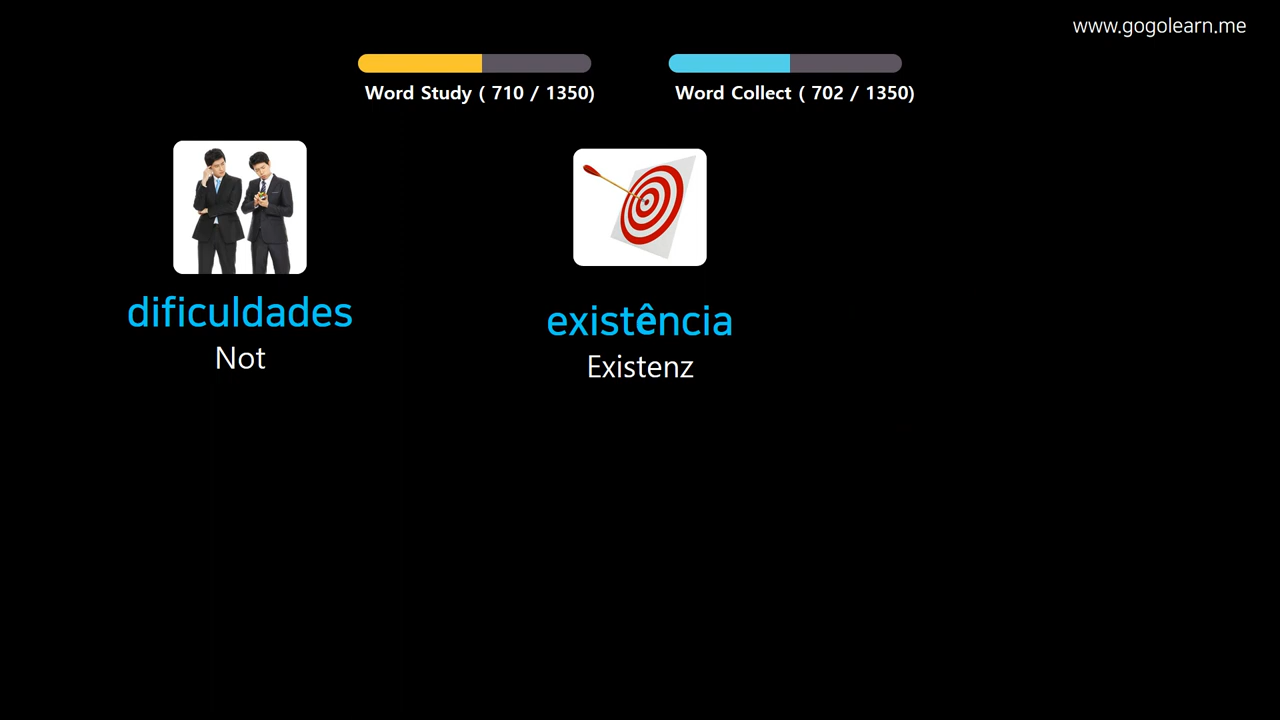 www.gogolearn.me
Word Study ( 710 / 1350)
Word Collect ( 702 / 1350)
dificuldades
Not
existência
Existenz